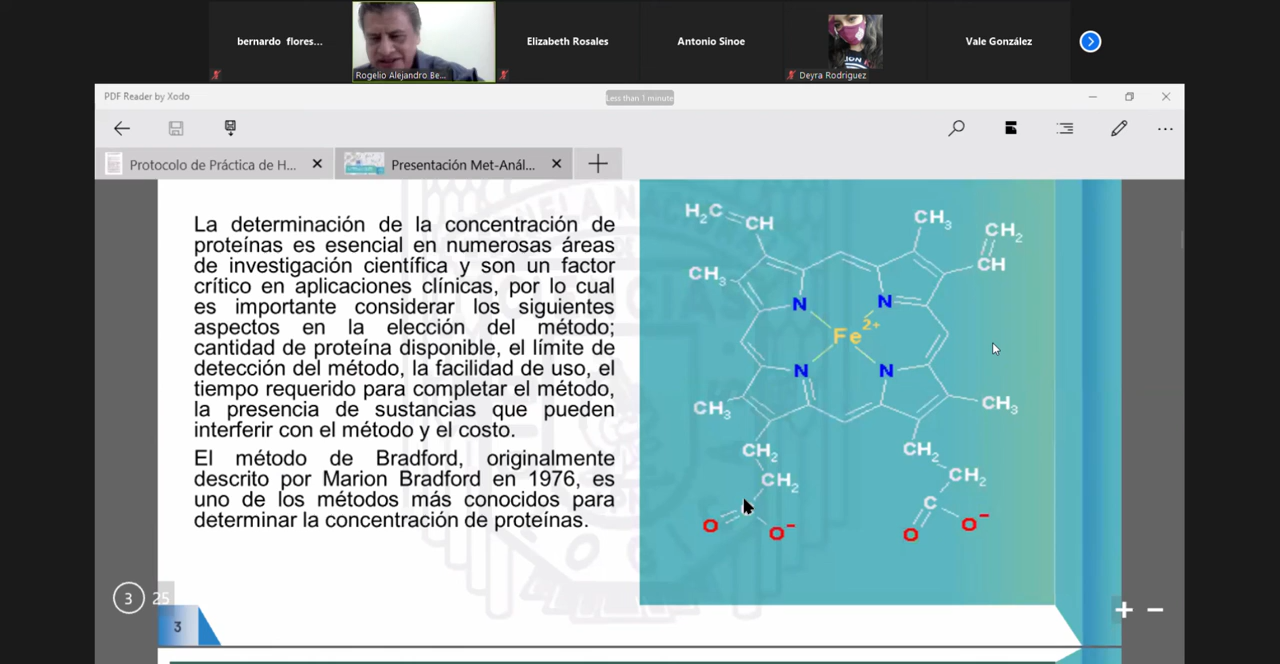 bernardo flores...
Rogelio Alejandro Be...
Elizabeth Rosales
Antonio Sinoe
Deyra Rodriguez
Vale González
PDF Reader by Xodo
Less than 1 minute
Protocolo de Práctica de H...
Presentación Met-Anál...
La determinación de la concentración de
proteínas es esencial en numerosas áreas
de investigación científica y son un factor
crítico en aplicaciones clínicas, por lo cual
es importante considerar los siguientes
aspectos en la elección del método;
cantidad de proteína disponible, el límite de
detección del método, la facilidad de uso, el
tiempo requerido para completar el método,
la presencia de sustancias que pueden
interferir con el método y el costo.
El método de Bradford, originalmente
descrito por Marion Bradford en 1976, es
uno de los métodos más conocidos para
determinar la concentración de proteínas.
H₂C CH
CH₃
CH₂
CH
CH₃
N N
Fe²⁺
N N
CH₃
CH₃
CH₂
CH₂
O O⁻
CH₂
CH₂
C
O O⁻
3 25
3